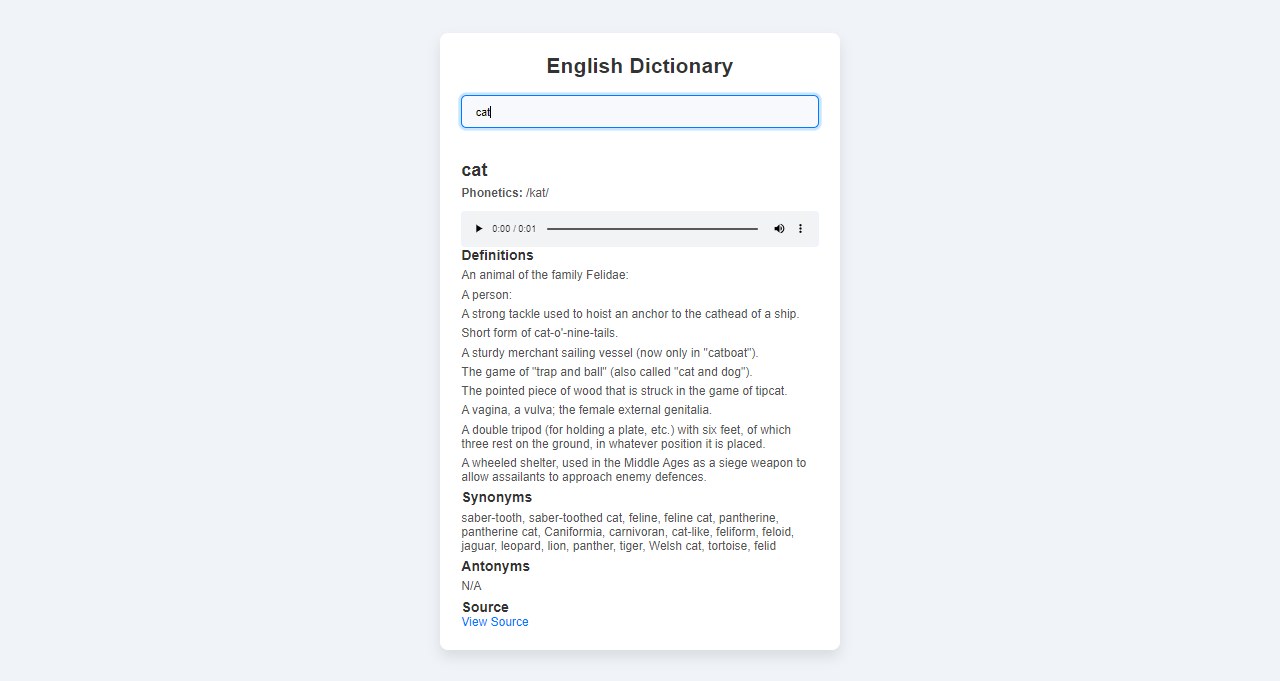 English Dictionary
cat
cat
Phonetics: /kat/
0:00 / 0:01
Definitions
An animal of the family Felidae:
A person:
A strong tackle used to hoist an anchor to the cathead of a ship.
Short form of cat-o'-nine-tails.
A sturdy merchant sailing vessel (now only in "catboat").
The game of "trap and ball" (also called "cat and dog").
The pointed piece of wood that is struck in the game of tipcat.
A vagina, a vulva; the female external genitalia.
A double tripod (for holding a plate, etc.) with six feet, of which
three rest on the ground, in whatever position it is placed.
A wheeled shelter, used in the Middle Ages as a siege weapon to
allow assailants to approach enemy defences.
Synonyms
saber-tooth, saber-toothed cat, feline, feline cat, pantherine,
pantherine cat, Caniformia, carnivoran, cat-like, feliform, feloid,
jaguar, leopard, lion, panther, tiger, Welsh cat, tortoise, felid
Antonyms
N/A
Source
View Source